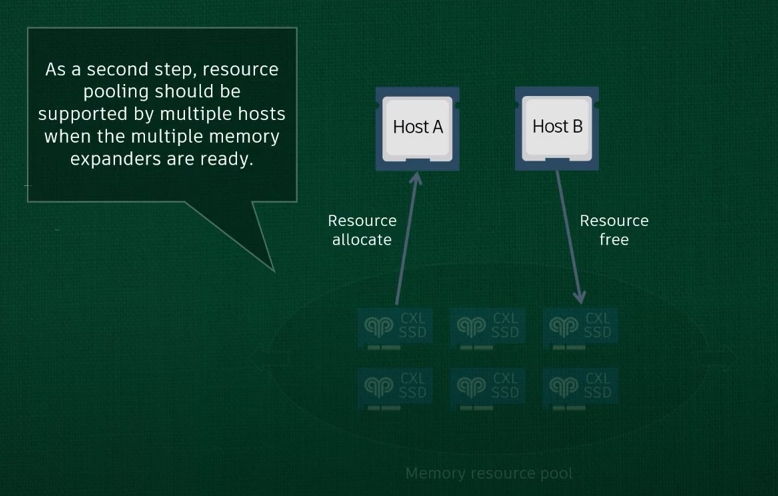 As a second step, resource
pooling should be
supported by multiple hosts
when the multiple memory
expanders are ready.
Host A
Host B
Resource
allocate
Resource
free
CXL
SSD
CXL
SSD
CXL
SSD
CXL
SSD
CXL
SSD
CXL
SSD
Memory resource pool